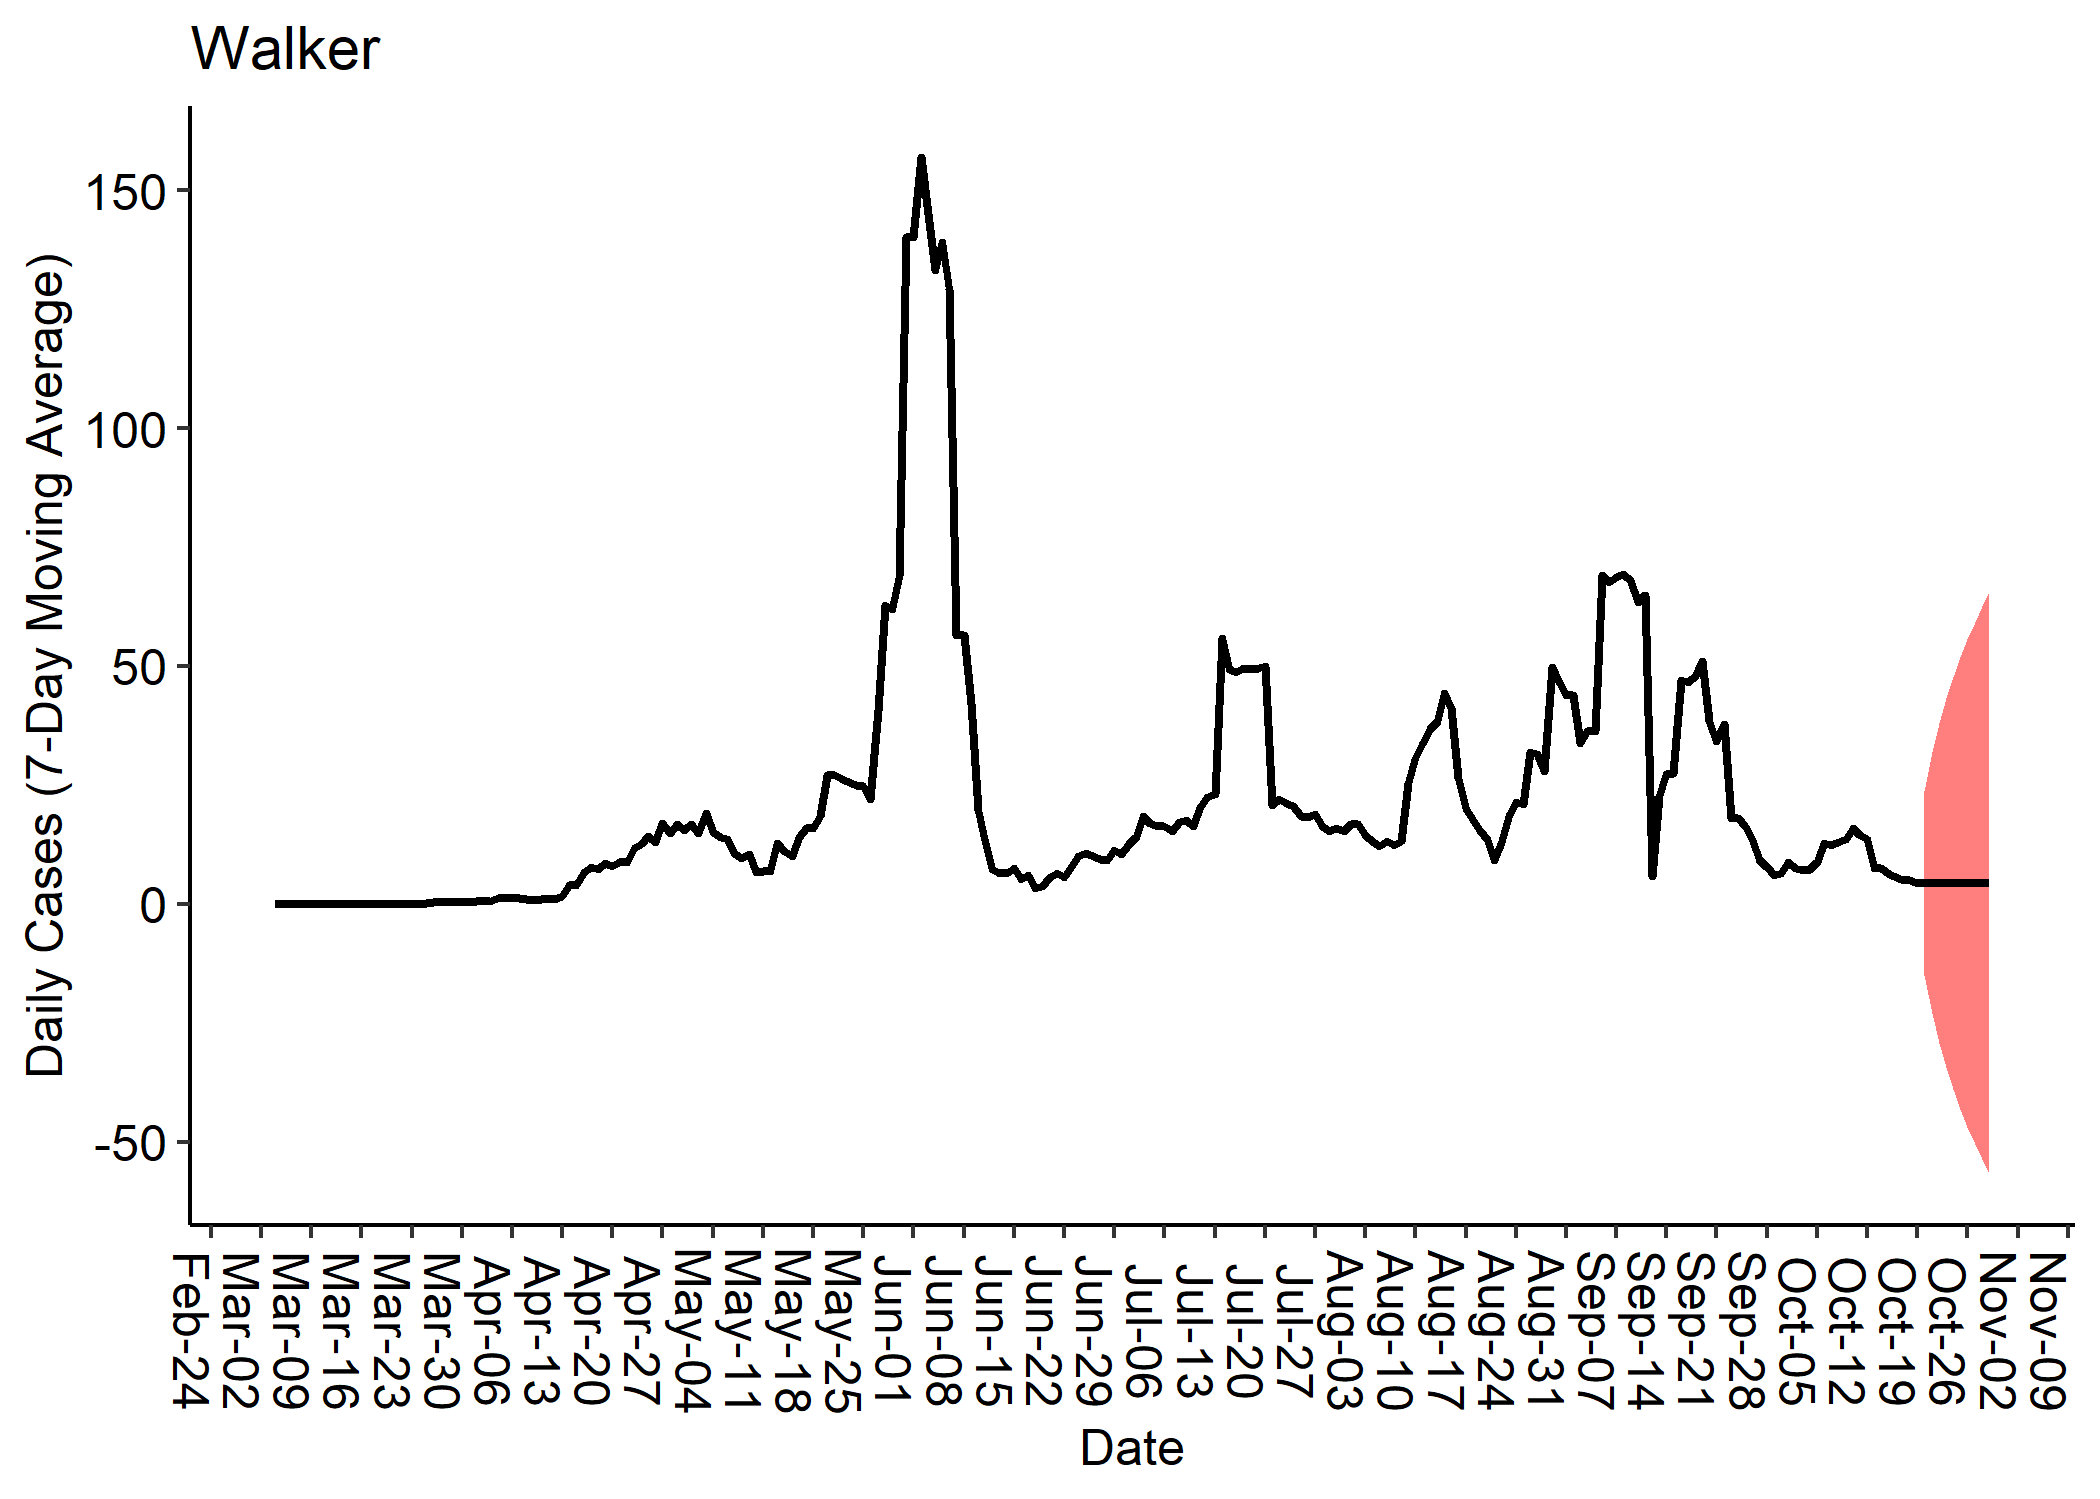 Walker
Daily Cases (7-Day Moving Average)
150
100
50
0
-50
Feb-24
Mar-02
Mar-09
Mar-16
Mar-23
Mar-30
Apr-06
Apr-13
Apr-20
Apr-27
May-04
May-11
May-18
May-25
Jun-01
Jun-08
Jun-15
Jun-22
Jun-29
Jul-06
Jul-13
Jul-20
Jul-27
Aug-03
Aug-10
Aug-17
Aug-24
Aug-31
Sep-07
Sep-14
Sep-21
Sep-28
Oct-05
Oct-12
Oct-19
Oct-26
Nov-02
Nov-09
Date